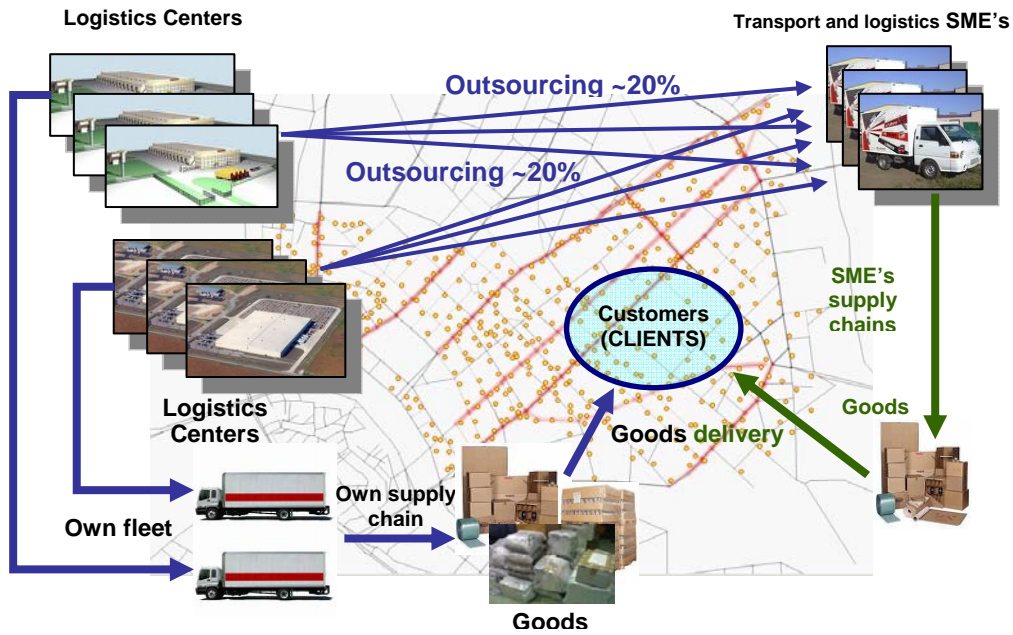 Logistics Centers
Transport and logistics SME's
Outsourcing ~20%
Outsourcing ~20%
SME's
supply
chains
Customers
(CLIENTS)
Logistics
Centers
Goods
Goods delivery
Own supply
chain
Own fleet
Goods